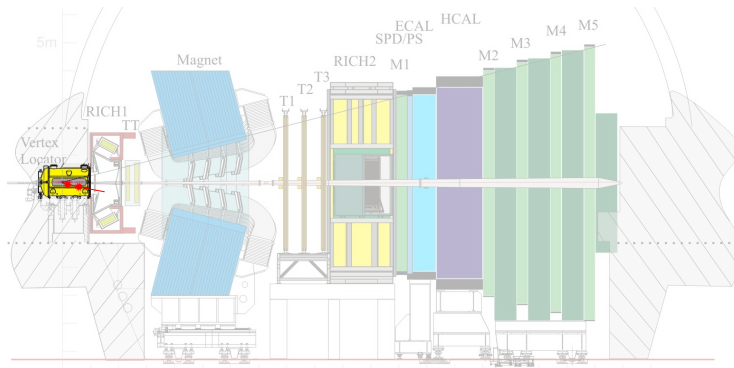 5m
Vertex
Locator
RICH1
TT
Magnet
T1
T2
T3
RICH2
SPD/PS
ECAL
HCAL
M1
M2
M3
M4
M5